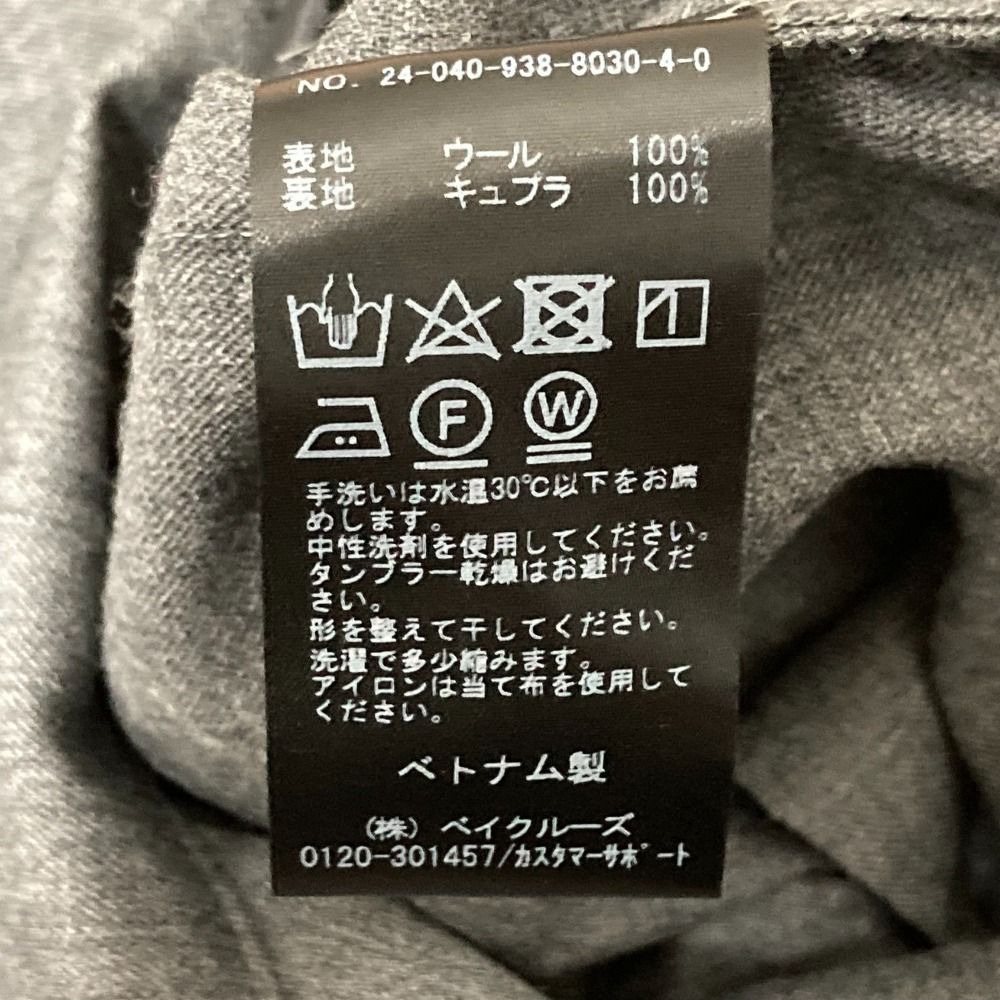 NO. 24-040-938-8030-4-0
表地 ウール 100%
裏地 キュプラ 100%
F W
手洗いは水温30℃以下をお薦
めします。
中性洗剤を使用してください。
タンブラー乾燥はお避けくだ
さい。
形を整えて干してください。
洗濯で多少縮みます。
アイロンは当て布を使用して
ください。
ベトナム製
(株) ベイクルーズ
0120-301457/カスタマーサポート